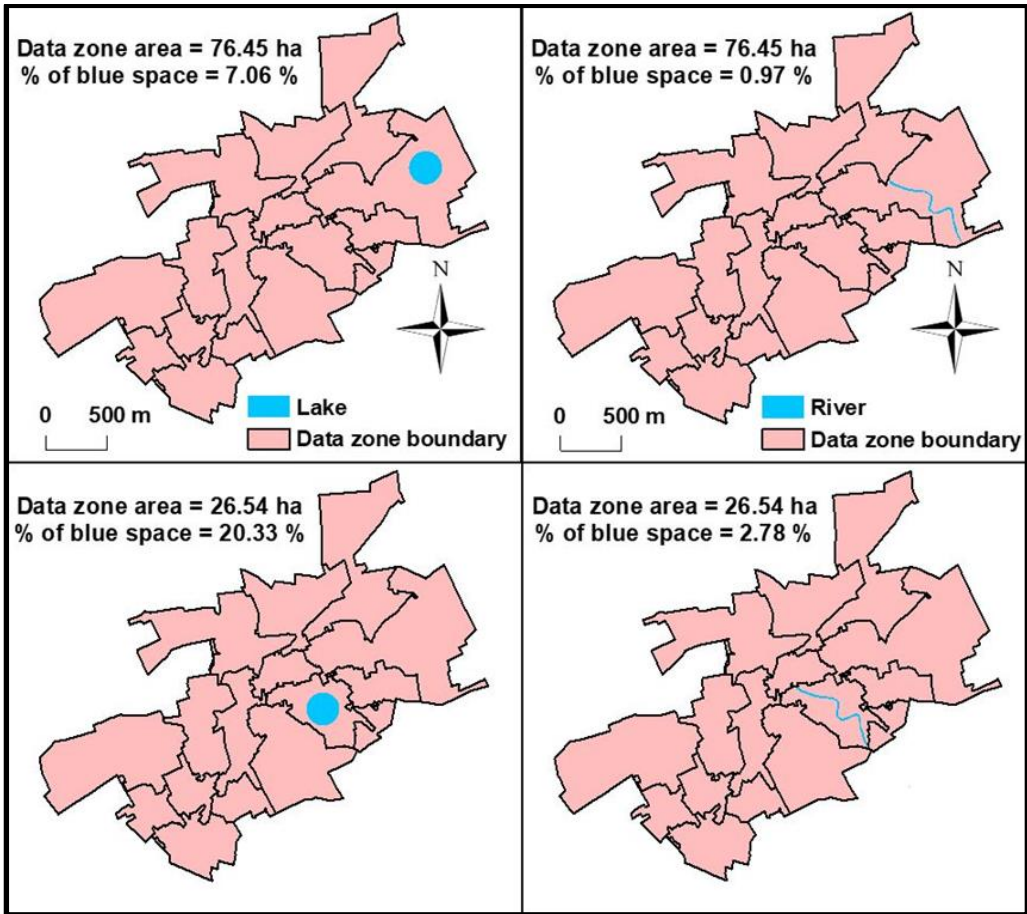 Data zone area = 76.45 ha
% of blue space = 7.06 %
N
0 500 m
Lake
Data zone boundary
Data zone area = 76.45 ha
% of blue space = 0.97 %
N
0 500 m
River
Data zone boundary
Data zone area = 26.54 ha
% of blue space = 20.33 %
Data zone area = 26.54 ha
% of blue space = 2.78 %